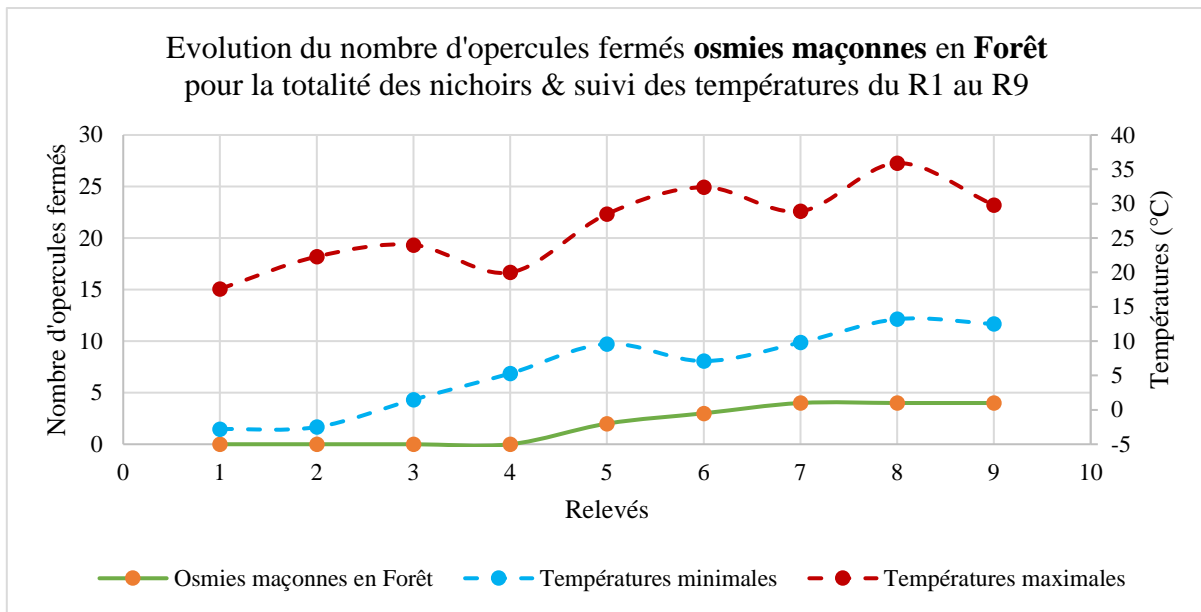 Evolution du nombre d'opercules fermés osmies maçonnes en Forêt
pour la totalité des nichoirs & suivi des températures du R1 au R9
Nombre d'opercules fermés
30
25
20
15
10
5
0
40
35
30
25
20
15
10
5
0
-5
Températures (°C)
0 1 2 3 4 5 6 7 8 9 10
Relevés
Osmies maçonnes en Forêt Températures minimales Températures maximales